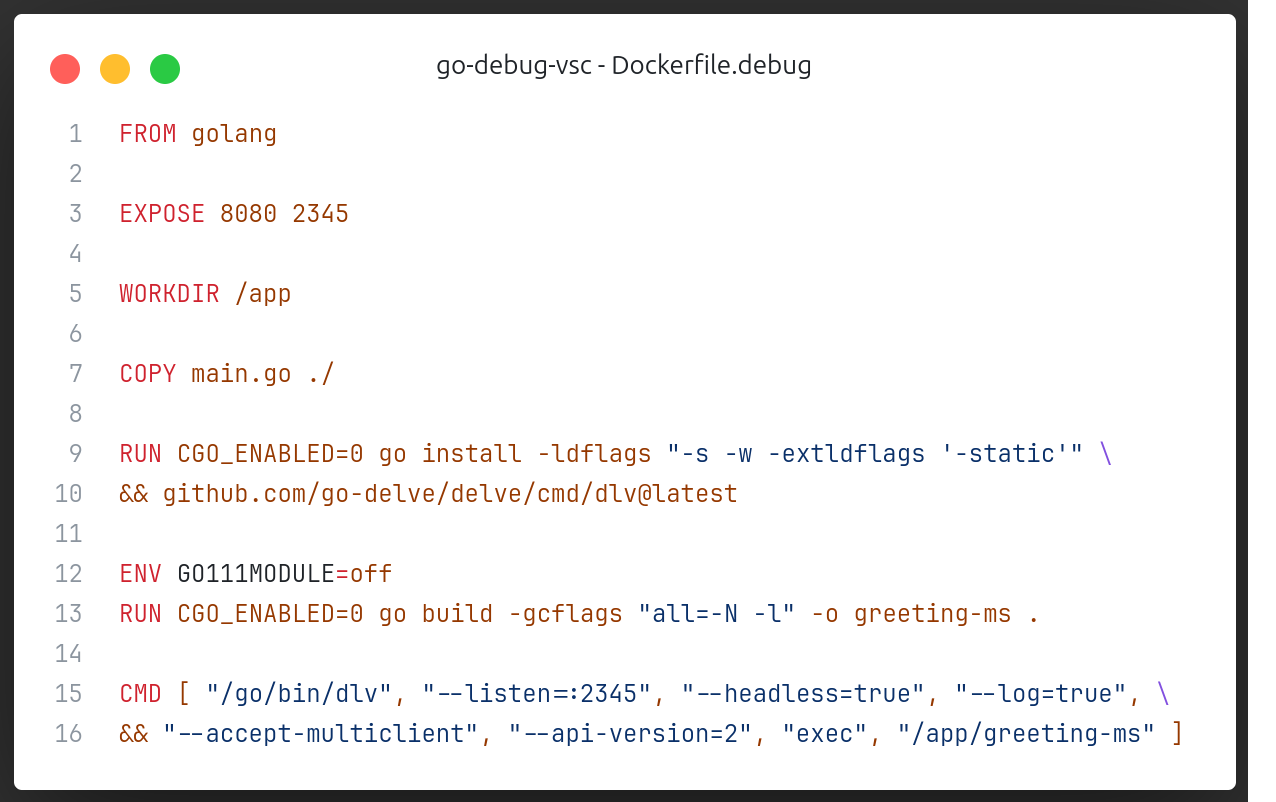 go-debug-vsc - Dockerfile.debug
1 FROM golang
2
3 EXPOSE 8080 2345
4
5 WORKDIR /app
6
7 COPY main.go ./
8
9 RUN CGO_ENABLED=0 go install -ldflags "-s -w -extldflags '-static'" \
10 && github.com/go-delve/delve/cmd/dlv@latest
11
12 ENV GO111MODULE=off
13 RUN CGO_ENABLED=0 go build -gcflags "all=-N -l" -o greeting-ms .
14
15 CMD [ "/go/bin/dlv", "--listen=:2345", "--headless=true", "--log=true", \
16 && "--accept-multiclient", "--api-version=2", "exec", "/app/greeting-ms" ]